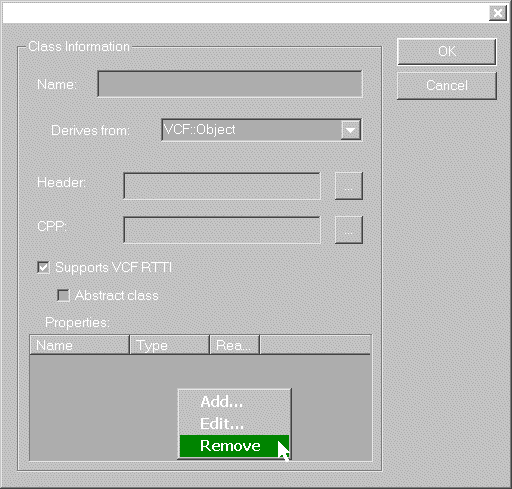 Class Information
OK
Name:
Cancel
Derives from:
VCF::Object
Header:
...
CPP:
...
Supports VCF RTTI
Abstract class
Properties:
Name Type Rea...
Add...
Edit...
Remove